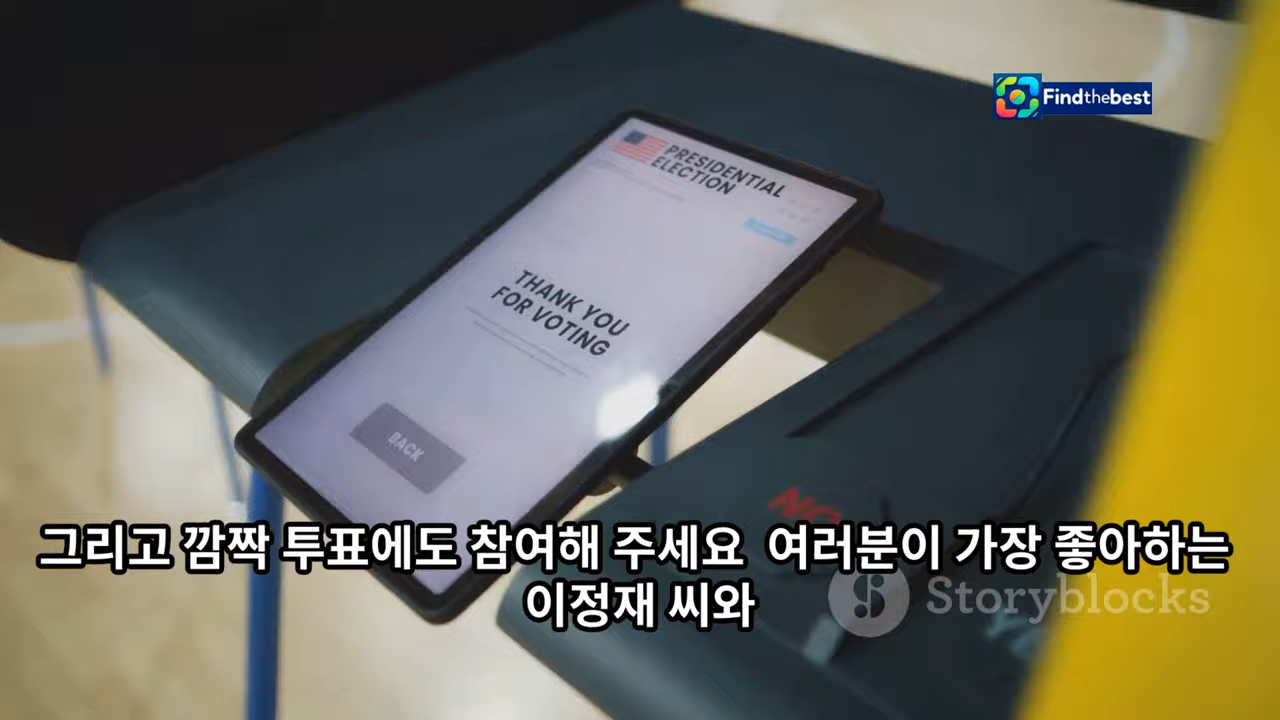 Findthebest
PRESIDENTIAL
ELECTION
THANK YOU
FOR VOTING
BACK
그리고 깜짝 투표에도 참여해 주세요 여러분이 가장 좋아하는
이정재 씨와
Storyblocks